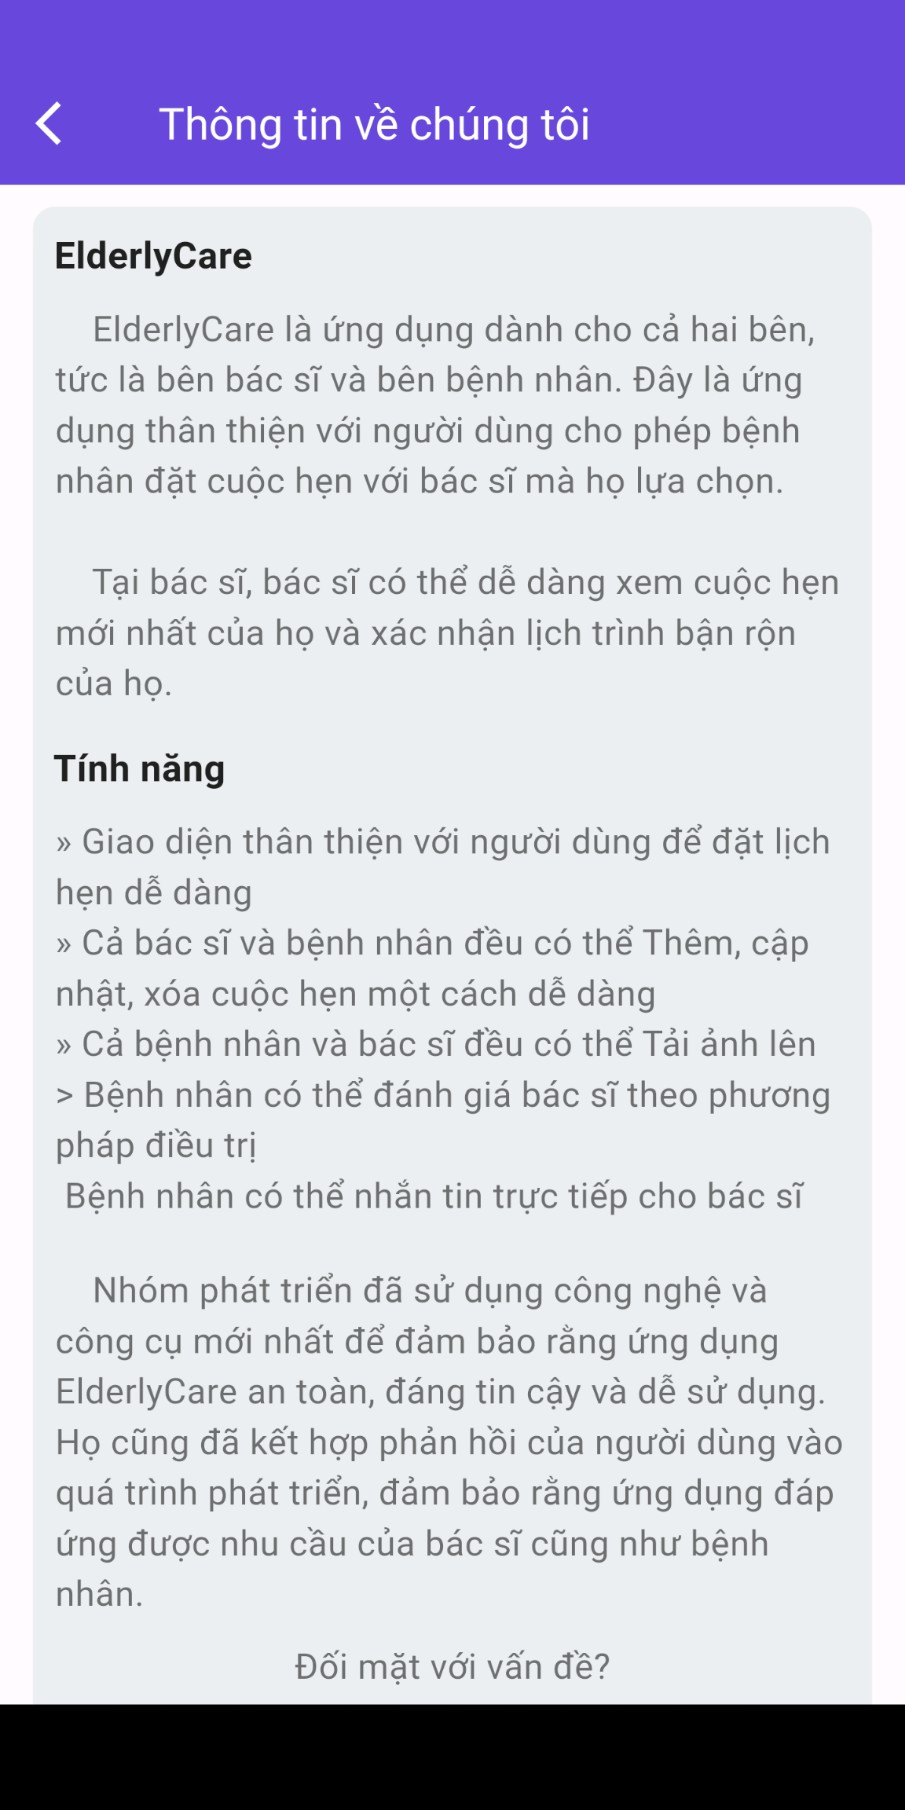 Thông tin về chúng tôi
ElderlyCare
ElderlyCare là ứng dụng dành cho cả hai bên,
tức là bên bác sĩ và bên bệnh nhân. Đây là ứng
dụng thân thiện với người dùng cho phép bệnh
nhân đặt cuộc hẹn với bác sĩ mà họ lựa chọn.
Tại bác sĩ, bác sĩ có thể dễ dàng xem cuộc hẹn
mới nhất của họ và xác nhận lịch trình bận rộn
của họ.
Tính năng
» Giao diện thân thiện với người dùng để đặt lịch
hẹn dễ dàng
» Cả bác sĩ và bệnh nhân đều có thể Thêm, cập
nhật, xóa cuộc hẹn một cách dễ dàng
» Cả bệnh nhân và bác sĩ đều có thể Tải ảnh lên
> Bệnh nhân có thể đánh giá bác sĩ theo phương
pháp điều trị
Bệnh nhân có thể nhắn tin trực tiếp cho bác sĩ
Nhóm phát triển đã sử dụng công nghệ và
công cụ mới nhất để đảm bảo rằng ứng dụng
ElderlyCare an toàn, đáng tin cậy và dễ sử dụng.
Họ cũng đã kết hợp phản hồi của người dùng vào
quá trình phát triển, đảm bảo rằng ứng dụng đáp
ứng được nhu cầu của bác sĩ cũng như bệnh
nhân.
Đối mặt với vấn đề?